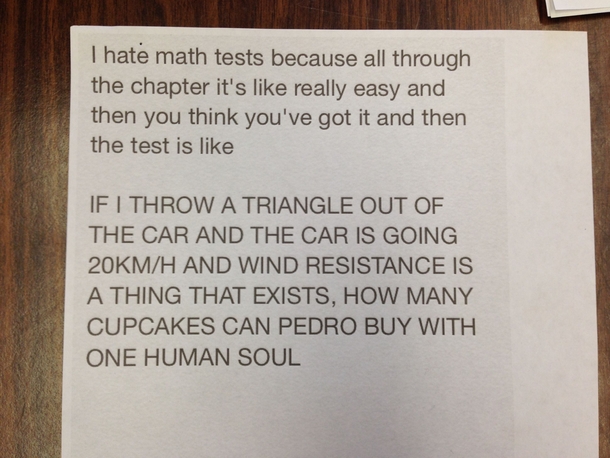 I hate math tests because all through
the chapter it's like really easy and
then you think you've got it and then
the test is like
IF I THROW A TRIANGLE OUT OF
THE CAR AND THE CAR IS GOING
20KM/H AND WIND RESISTANCE IS
A THING THAT EXISTS, HOW MANY
CUPCAKES CAN PEDRO BUY WITH
ONE HUMAN SOUL